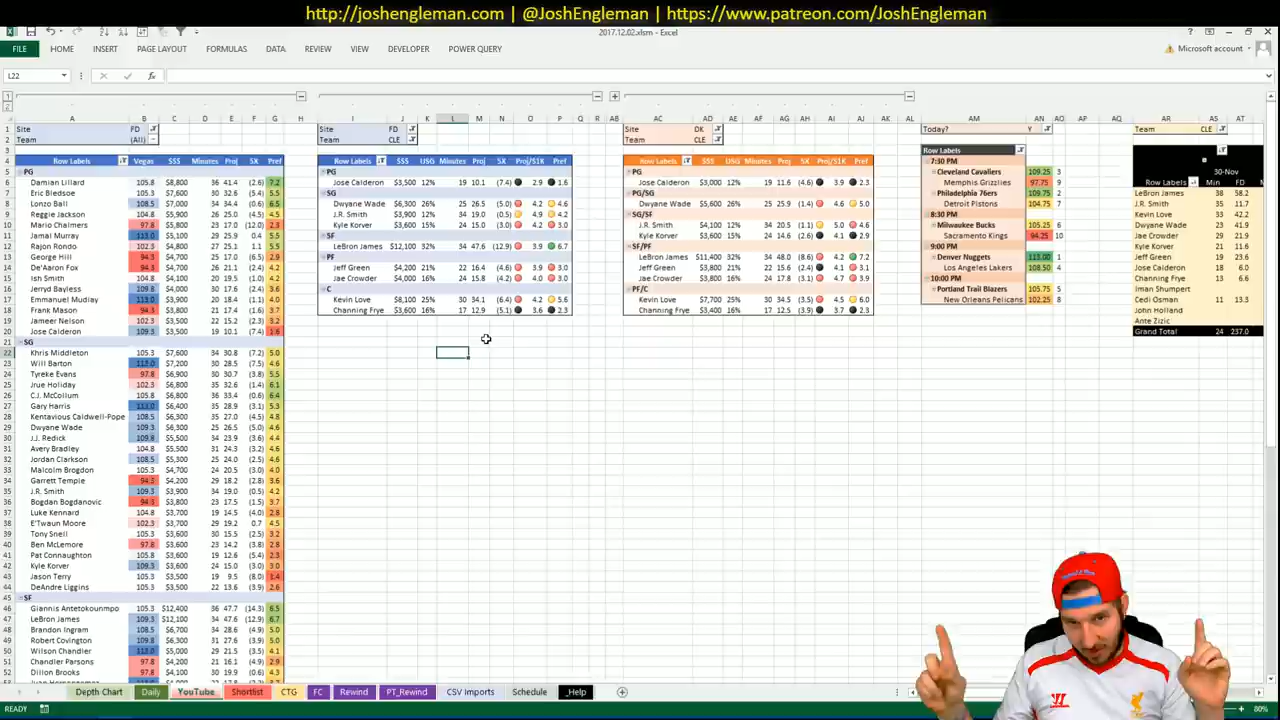 http://joshengleman.com | @JoshEngleman | https://www.patreon.com/JoshEngleman
2017.12.02.xlsm - Excel
FILE HOME INSERT PAGE LAYOUT FORMULAS DATA REVIEW VIEW DEVELOPER POWER QUERY Microsoft account
L22
Site FD
Team (All)
Row Labels Vegas $$$ Minutes Proj 5X Pref
PG
Damian Lillard 105.8 $8,800 36 41.4 (2.6) 7.2
Eric Bledsoe 105.3 $7,600 34 32.6 (5.4) 5.5
Lonzo Ball 108.5 $7,000 34 34.4 (0.6) 6.5
Reggie Jackson 104.8 $5,900 26 25.0 (4.5) 4.5
Mario Chalmers 97.8 $5,800 25 17.0 (12.0) 2.3
Jamal Murray 113.0 $5,100 29 25.9 0.4 5.5
Rajon Rondo 102.3 $4,800 27 25.1 1.1 5.5
George Hill 94.3 $4,700 25 17.0 (6.5) 2.9
De'Aaron Fox 94.3 $4,700 26 21.1 (2.4) 4.2
Ish Smith 104.8 $4,100 20 19.5 (1.0) 4.2
Jerryd Bayless 109.8 $4,000 24 17.5 (2.5) 3.6
Emmanuel Mudiay 113.0 $3,900 20 18.4 (1.1) 4.0
Frank Mason 94.3 $3,800 21 17.4 (1.6) 3.7
Jameer Nelson 102.3 $3,500 22 15.2 (2.3) 3.2
Jose Calderon 109.3 $3,500 19 10.1 (7.4) 1.6
SG
Khris Middleton 105.3 $7,600 34 30.8 (7.2) 5.0
Will Barton 113.0 $7,200 30 28.5 (7.5) 4.6
Tyreke Evans 97.8 $6,900 30 30.7 (3.8) 5.5
Jrue Holiday 102.3 $6,800 35 32.6 (1.4) 6.1
C.J. McCollum 105.8 $6,800 36 33.4 (0.6) 6.4
Gary Harris 113.0 $6,400 35 28.9 (3.1) 5.3
Kentavious Caldwell-Pope 108.5 $6,300 35 27.0 (4.5) 4.8
Dwyane Wade 109.3 $6,300 25 26.5 (5.0) 4.6
J.J. Redick 109.8 $5,500 34 23.9 (3.6) 4.4
Avery Bradley 104.8 $5,500 31 24.3 (3.2) 4.6
Jordan Clarkson 108.5 $5,300 25 24.0 (2.5) 4.6
Malcolm Brogdon 105.3 $4,700 24 20.5 (3.0) 4.0
Garrett Temple 94.3 $4,200 29 18.2 (2.8) 3.6
J.R. Smith 109.3 $3,900 34 19.0 (0.5) 4.2
Bogdan Bogdanovic 94.3 $3,800 23 17.5 (1.5) 3.7
Luke Kennard 104.8 $3,700 19 14.5 (4.0) 2.8
E'Twaun Moore 102.3 $3,700 29 19.2 0.7 4.5
Tony Snell 105.3 $3,600 30 15.5 (2.5) 3.2
Ben McLemore 97.8 $3,600 23 14.2 (3.8) 2.8
Pat Connaughton 105.8 $3,600 19 12.6 (5.4) 2.3
Kyle Korver 109.3 $3,600 24 15.0 (3.0) 3.2
Jason Terry 105.3 $3,500 19 9.5 (8.0) 1.4
DeAndre Liggins 105.3 $3,500 22 13.6 (3.9) 2.6
SF
Giannis Antetokounmpo 105.3 $12,400 36 47.7 (14.3) 6.5
LeBron James 109.3 $12,100 34 47.6 (12.9) 6.7
Brandon Ingram 108.5 $6,700 34 28.6 (4.9) 5.0
Robert Covington 109.8 $6,300 31 27.6 (3.9) 5.0
Wilson Chandler 113.0 $5,000 29 21.5 (3.5) 4.1
Chandler Parsons 97.8 $4,200 21 16.1 (4.9) 2.9
Dillon Brooks 97.8 $4,100 30 19.9
Site FD
Team CLE
Row Labels $$$ USG Minutes Proj 5X Proj/$1K Pref
PG
Jose Calderon $3,500 12% 19 10.1 (7.4) 2.9 1.6
SG
Dwyane Wade $6,300 26% 25 26.5 (5.0) 4.2 4.6
J.R. Smith $3,900 12% 34 19.0 (0.5) 4.9 4.2
Kyle Korver $3,600 15% 24 15.0 (3.0) 4.2 3.2
SF
LeBron James $12,100 32% 34 47.6 (12.9) 3.9 6.7
PF
Jeff Green $4,200 21% 22 16.4 (4.6) 3.9 3.0
Jae Crowder $4,000 16% 24 15.8 (4.2) 4.0 3.0
C
Kevin Love $8,100 25% 30 34.1 (6.4) 4.2 5.6
Channing Frye $3,600 16% 17 12.9 (5.1) 3.6 2.3
Site DK
Team CLE
Row Labels $$$ USG Minutes Proj 5X Proj/$1K Pref
PG
Jose Calderon $3,000 12% 19 11.6 (3.4) 3.9 2.3
PG/SG
Dwyane Wade $5,600 26% 25 25.9 (1.4) 4.6 5.0
SG/SF
J.R. Smith $4,100 12% 34 20.5 (1.1) 5.0 4.6
Kyle Korver $3,600 15% 24 14.6 (2.6) 4.1 2.9
SF/PF
LeBron James $11,400 32% 34 48.0 (8.6) 4.2 7.2
Jeff Green $3,800 21% 22 15.6 (2.4) 4.1 3.1
Jae Crowder $3,800 16% 24 17.8 (3.1) 4.7 3.9
PF/C
Kevin Love $7,700 25% 30 34.5 (3.5) 4.5 6.0
Channing Frye $3,400 16% 17 12.5 (3.9) 3.7 2.3
Today? Y
Row Labels
7:30 PM
Cleveland Cavaliers 109.25 3
Memphis Grizzlies 97.75 9
Philadelphia 76ers 109.75 2
Detroit Pistons 104.75 7
8:30 PM
Milwaukee Bucks 105.25 6
Sacramento Kings 94.25 10
9:00 PM
Denver Nuggets 113.00 1
Los Angeles Lakers 108.50 4
10:00 PM
Portland Trail Blazers 105.75 5
New Orleans Pelicans 102.25 8
Team CLE
30-Nov
Row Labels Min FD
LeBron James 38 58.2
J.R. Smith 35 11.7
Kevin Love 33 42.2
Dwyane Wade 23 41.9
Jae Crowder 29 21.9
Kyle Korver 21 11.6
Jeff Green 23 19.6
Jose Calderon 18 6.0
Channing Frye 13 6.6
Iman Shumpert
Cedi Osman 11 13.3
John Holland
Ante Zizic
Grand Total 24 237.0
Depth Chart Daily YouTube Shortlist CTG FC Rewind PT_Rewind CSV Imports Schedule _Help
READY 80%